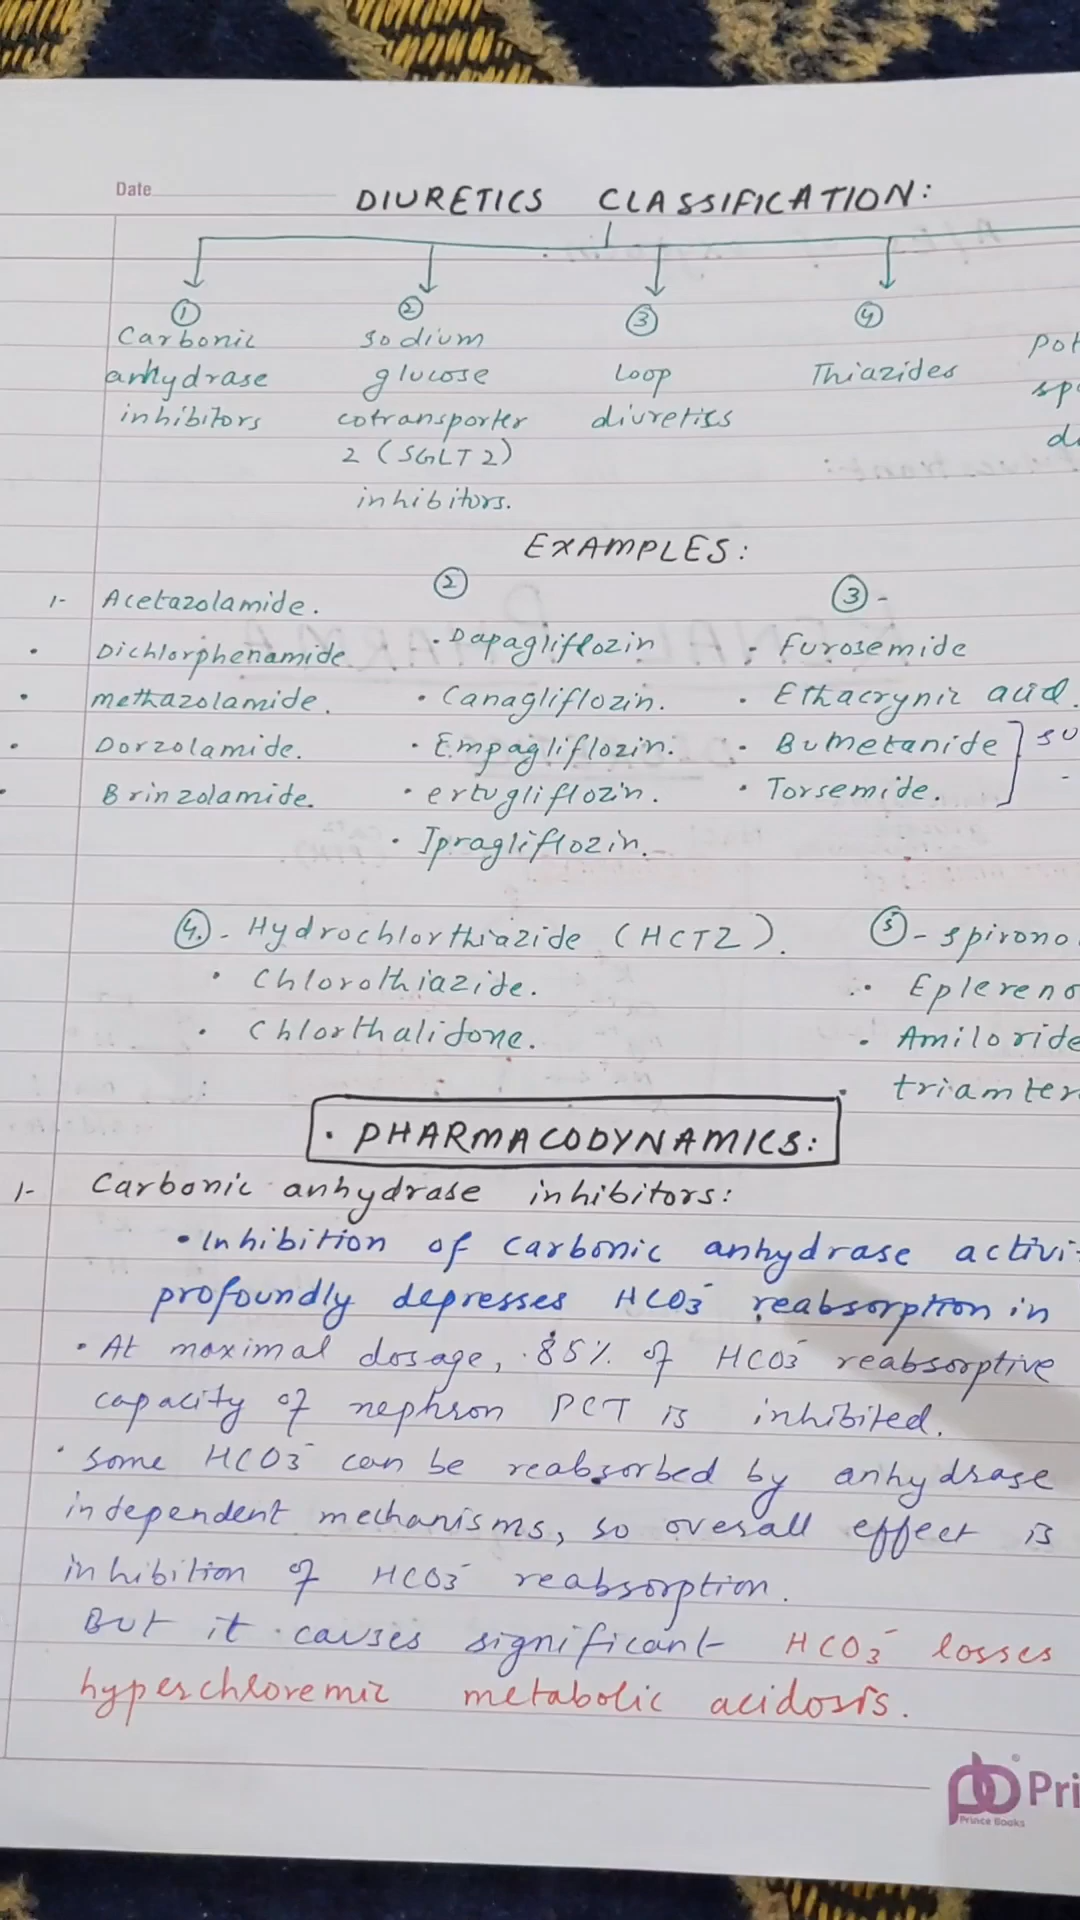 Date
DIURETICS CLASSIFICATION:
① ② ③ ④
Carbonic anhydrase inhibitors
sodium glucose cotransporter 2 (SGLT2) inhibitors.
Loop diuretics
Thiazides
EXAMPLES:
1- Acetazolamide.
• Dichlorphenamide
• methazolamide.
• Dorzolamide.
• Brinzolamide.
②
• Dapagliflozin
• Canagliflozin.
• Empagliflozin.
• ertugliflozin.
• Ipragliflozin.
③ -
• Furosemide
• Ethacrynic acid.
• Bumetanide
• Torsemide.
④. - Hydrochlorthiazide (HCTZ).
• Chlorothiazide.
• Chlorthalidone.
⑤ - spirono
• Eplereno
• Amiloride
• triamter
• PHARMACODYNAMICS:
1- Carbonic anhydrase inhibitors:
• Inhibition of carbonic anhydrase activi
profoundly depresses HCO3⁻ reabsorption in
• At maximal dosage, 85% of HCO3⁻ reabsorptive
capacity of nephron PCT is inhibited.
• Some HCO3⁻ can be reabsorbed by anhydrase
independent mechanisms, so overall effect is
inhibition of HCO3⁻ reabsorption.
But it causes significant HCO3⁻ losses
hyperchloremic metabolic acidosis.
Pri
Prince Books